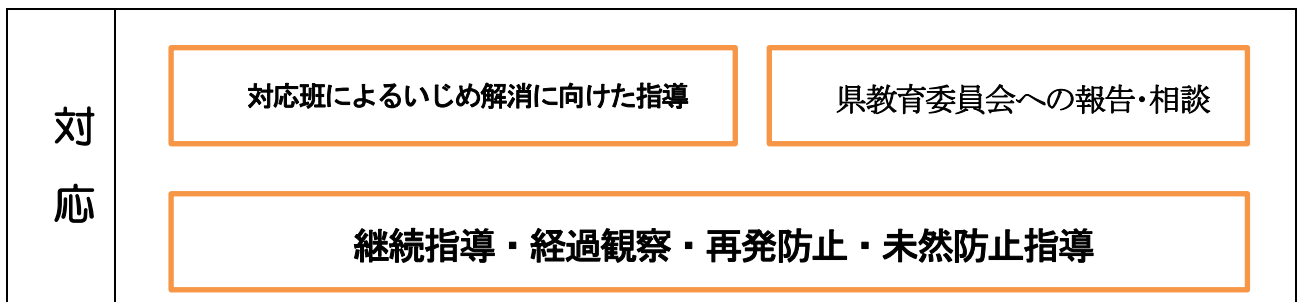 対応
対応班によるいじめ解消に向けた指導
県教育委員会への報告・相談
継続指導・経過観察・再発防止・未然防止指導